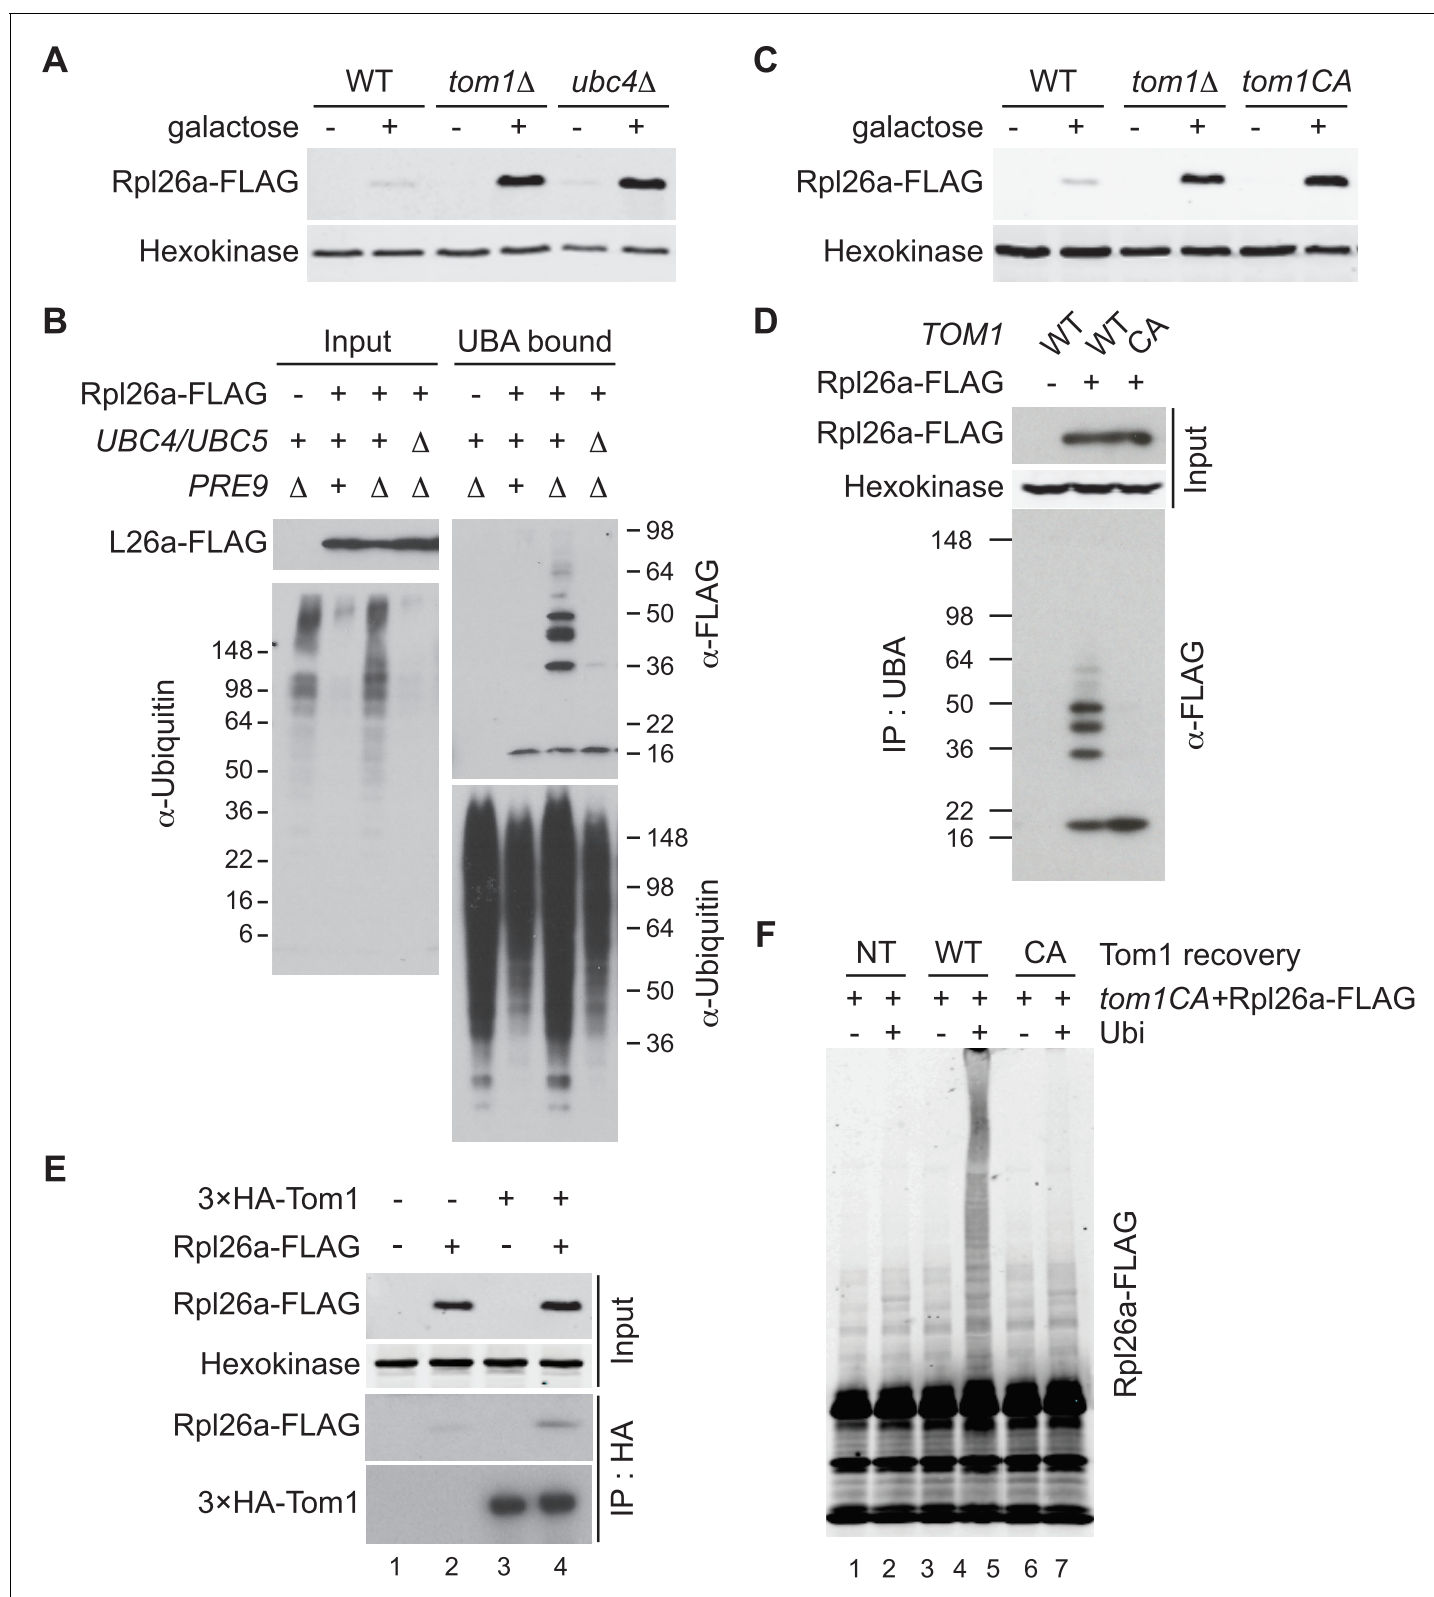 A
WT tom1Δ ubc4Δ
galactose - + - + - +
Rpl26a-FLAG
Hexokinase
C
WT tom1Δ tom1CA
galactose - + - + - +
Rpl26a-FLAG
Hexokinase
B
Input UBA bound
Rpl26a-FLAG - + + + - + + +
UBC4/UBC5 + + + Δ + + + Δ
PRE9 Δ + Δ Δ Δ + Δ Δ
L26a-FLAG
98
64
50
36
22
16
α-FLAG
α-Ubiquitin
148
98
64
50
36
22
16
6
148
98
64
50
36
α-Ubiquitin
D
TOM1 WT WT CA
Rpl26a-FLAG - + +
Rpl26a-FLAG
Hexokinase
Input
IP : UBA
148
98
64
50
36
22
16
α-FLAG
E
3×HA-Tom1 - - + +
Rpl26a-FLAG - + - +
Rpl26a-FLAG
Hexokinase
Input
Rpl26a-FLAG
3×HA-Tom1
IP : HA
1 2 3 4
F
NT WT CA Tom1 recovery
+ + + + + + tom1CA+Rpl26a-FLAG
- + - + - + Ubi
Rpl26a-FLAG
1 2 3 4 5 6 7